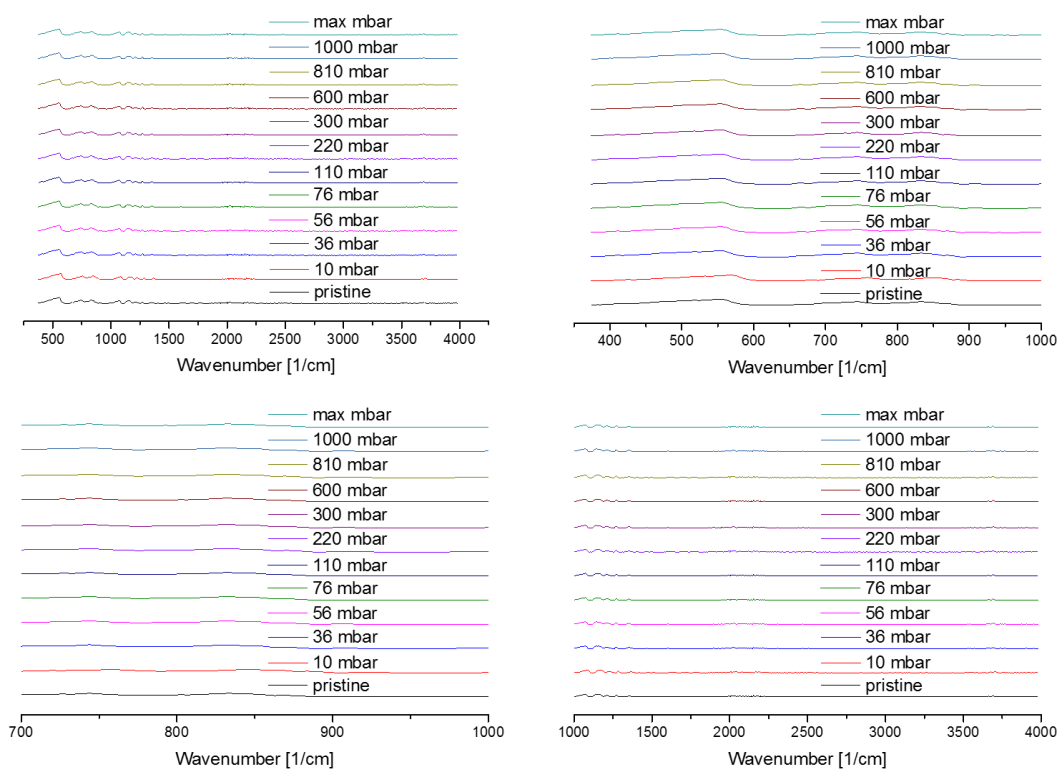 max mbar
1000 mbar
810 mbar
600 mbar
300 mbar
220 mbar
110 mbar
76 mbar
56 mbar
36 mbar
10 mbar
pristine
500 1000 1500 2000 2500 3000 3500 4000
Wavenumber [1/cm]
max mbar
1000 mbar
810 mbar
600 mbar
300 mbar
220 mbar
110 mbar
76 mbar
56 mbar
36 mbar
10 mbar
pristine
400 500 600 700 800 900 1000
Wavenumber [1/cm]
max mbar
1000 mbar
810 mbar
600 mbar
300 mbar
220 mbar
110 mbar
76 mbar
56 mbar
36 mbar
10 mbar
pristine
700 800 900 1000
Wavenumber [1/cm]
max mbar
1000 mbar
810 mbar
600 mbar
300 mbar
220 mbar
110 mbar
76 mbar
56 mbar
36 mbar
10 mbar
pristine
1000 1500 2000 2500 3000 3500 4000
Wavenumber [1/cm]